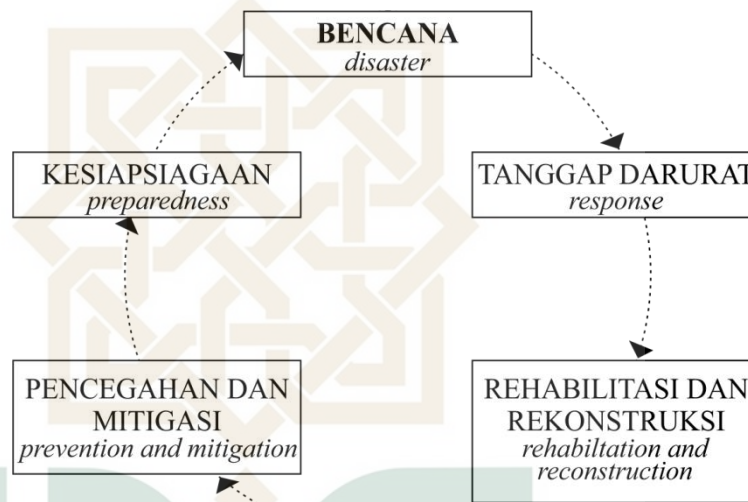 BENCANA
disaster
KESIAPSIAGAAN
preparedness
TANGGAP DARURAT
response
PENCEGAHAN DAN
MITIGASI
prevention and mitigation
REHABILITASI DAN
REKONSTRUKSI
rehabiltation and
reconstruction